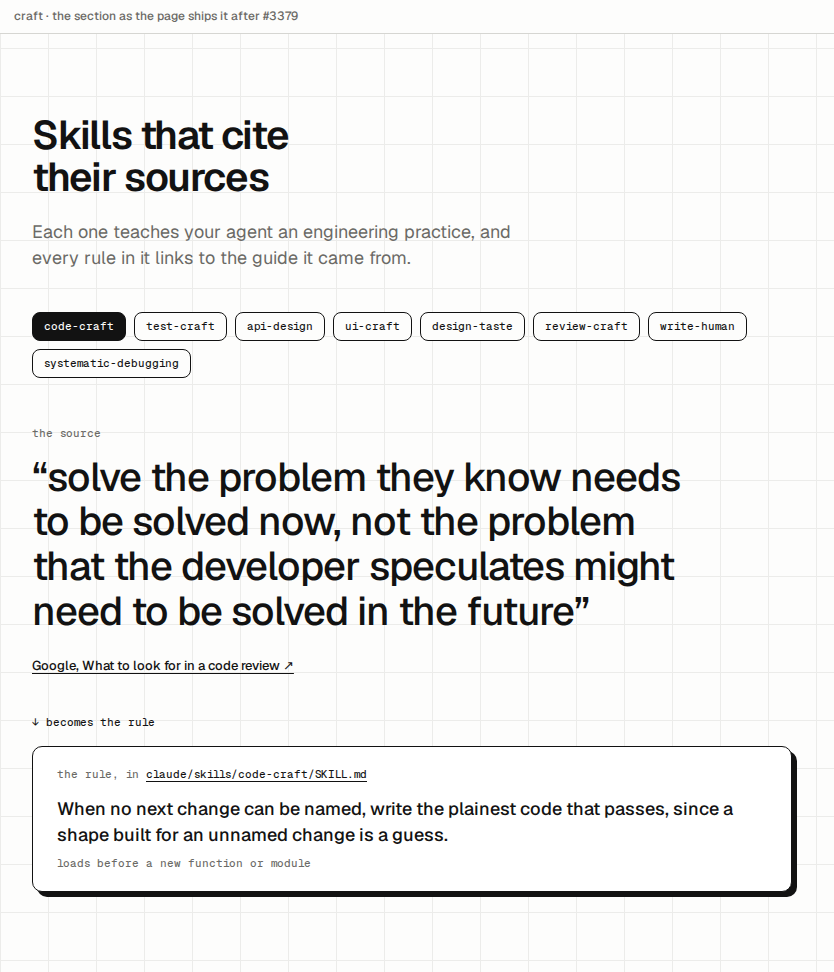 craft · the section as the page ships it after #3379
Skills that cite
their sources
Each one teaches your agent an engineering practice, and
every rule in it links to the guide it came from.
code-craft test-craft api-design ui-craft design-taste review-craft write-human
systematic-debugging
the source
“solve the problem they know needs
to be solved now, not the problem
that the developer speculates might
need to be solved in the future”
Google, What to look for in a code review ↗
↓ becomes the rule
the rule, in claude/skills/code-craft/SKILL.md
When no next change can be named, write the plainest code that passes, since a
shape built for an unnamed change is a guess.
loads before a new function or module